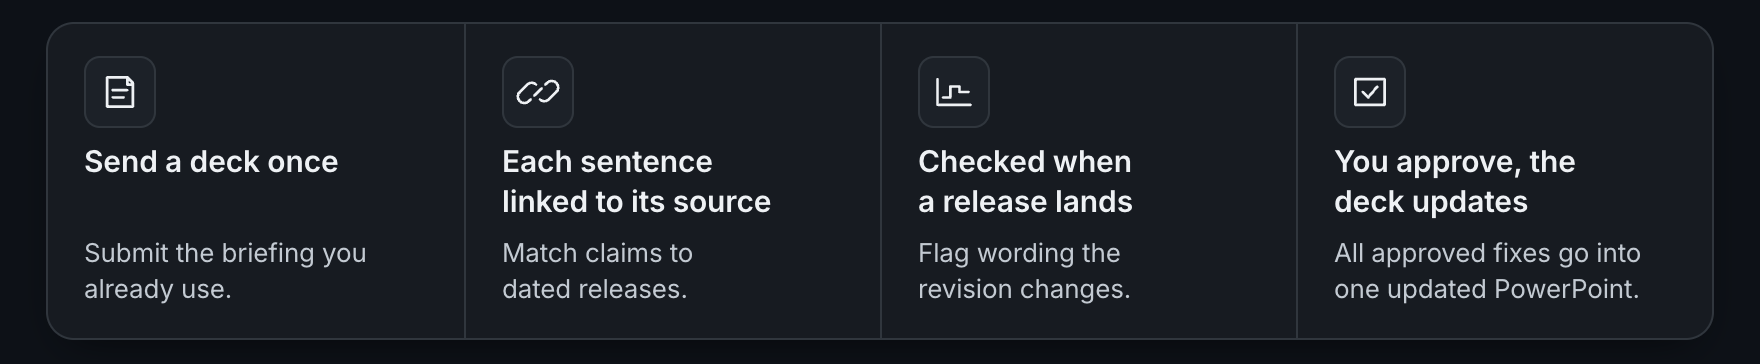 Send a deck once
Submit the briefing you
already use.
Each sentence
linked to its source
Match claims to
dated releases.
Checked when
a release lands
Flag wording the
revision changes.
You approve, the
deck updates
All approved fixes go into
one updated PowerPoint.